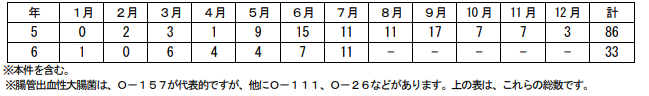 年 1月 2月 3月 4月 5月 6月 7月 8月 9月 10月 11月 12月 計
5 0 2 3 1 9 15 11 11 17 7 7 3 86
6 1 0 6 4 4 7 11 － － － － － 33
※本件を含む。
※腸管出血性大腸菌は、Ｏ－１５７が代表的ですが、他にＯ－１１１、Ｏ－２６などがあります。上の表は、これらの総数です。